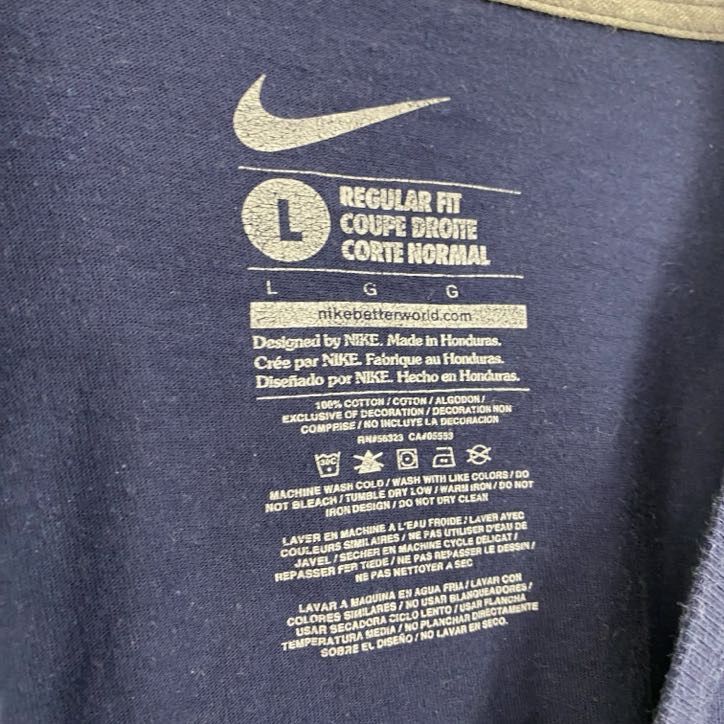 L
REGULAR FIT
COUPE DROITE
CORTE NORMAL
L G G
nikebetterworld.com
Designed by NIKE. Made in Honduras.
Crée par NIKE. Fabrique au Honduras.
Diseñado por NIKE. Hecho en Honduras.
100% COTTON / COTON / ALGODON /
EXCLUSIVE OF DECORATION / DECORATION NON
COMPRISE / NO INCLUYE LA DECORACION
RN#56323 CA#05553
30C
MACHINE WASH COLD / WASH WITH LIKE COLORS / DO
NOT BLEACH / TUMBLE DRY LOW / WARM IRON / DO NOT
IRON DESIGN / DO NOT DRY CLEAN
LAVER EN MACHINE A L'EAU FROIDE / LAVER AVEC
COULEURS SIMILAIRES / NE PAS UTILISER D'EAU DE
JAVEL / SECHER EN MACHINE CYCLE DELICAT /
REPASSER FER TIEDE / NE PAS REPASSER LE DESSIN /
NE PAS NETTOYER A SEC
LAVAR A MAQUINA EN AGUA FRIA / LAVAR CON
COLORES SIMILARES / NO USAR BLANQUEADORES /
USAR SECADORA CICLO LENTO / USAR PLANCHA
TEMPERATURA MEDIA / NO PLANCHAR DIRECTAMENTE
SOBRE EL DISEÑO / NO LAVAR EN SECO.